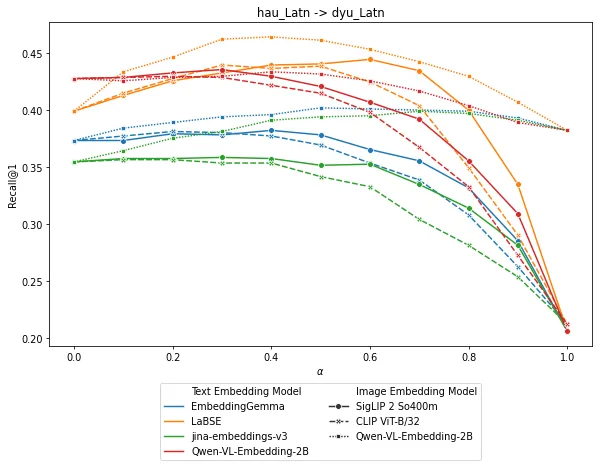 hau_Latn -> dyu_Latn
Recall@1
0.45
0.40
0.35
0.30
0.25
0.20
0.0 0.2 0.4 0.6 0.8 1.0
α
Text Embedding Model
EmbeddingGemma
LaBSE
jina-embeddings-v3
Qwen-VL-Embedding-2B
Image Embedding Model
SigLIP 2 So400m
CLIP ViT-B/32
Qwen-VL-Embedding-2B